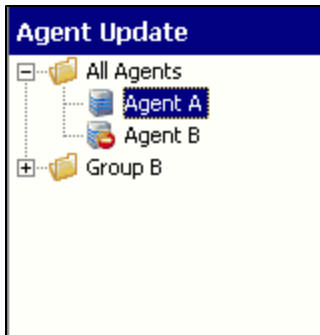 Agent Update
All Agents
Agent A
Agent B
Group B